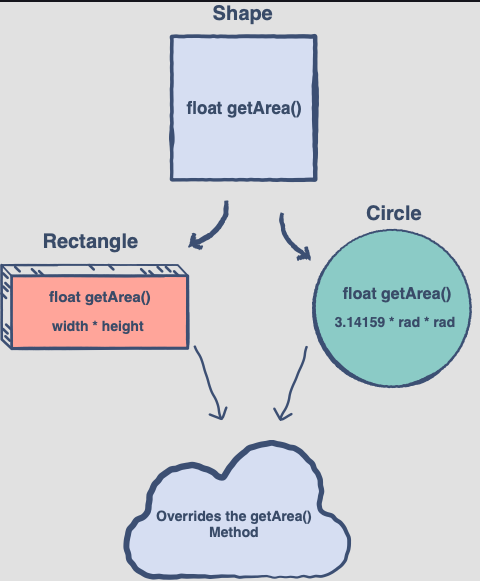 Shape
float getArea()
Rectangle
float getArea()
width * height
Circle
float getArea()
3.14159 * rad * rad
Overrides the getArea()
Method